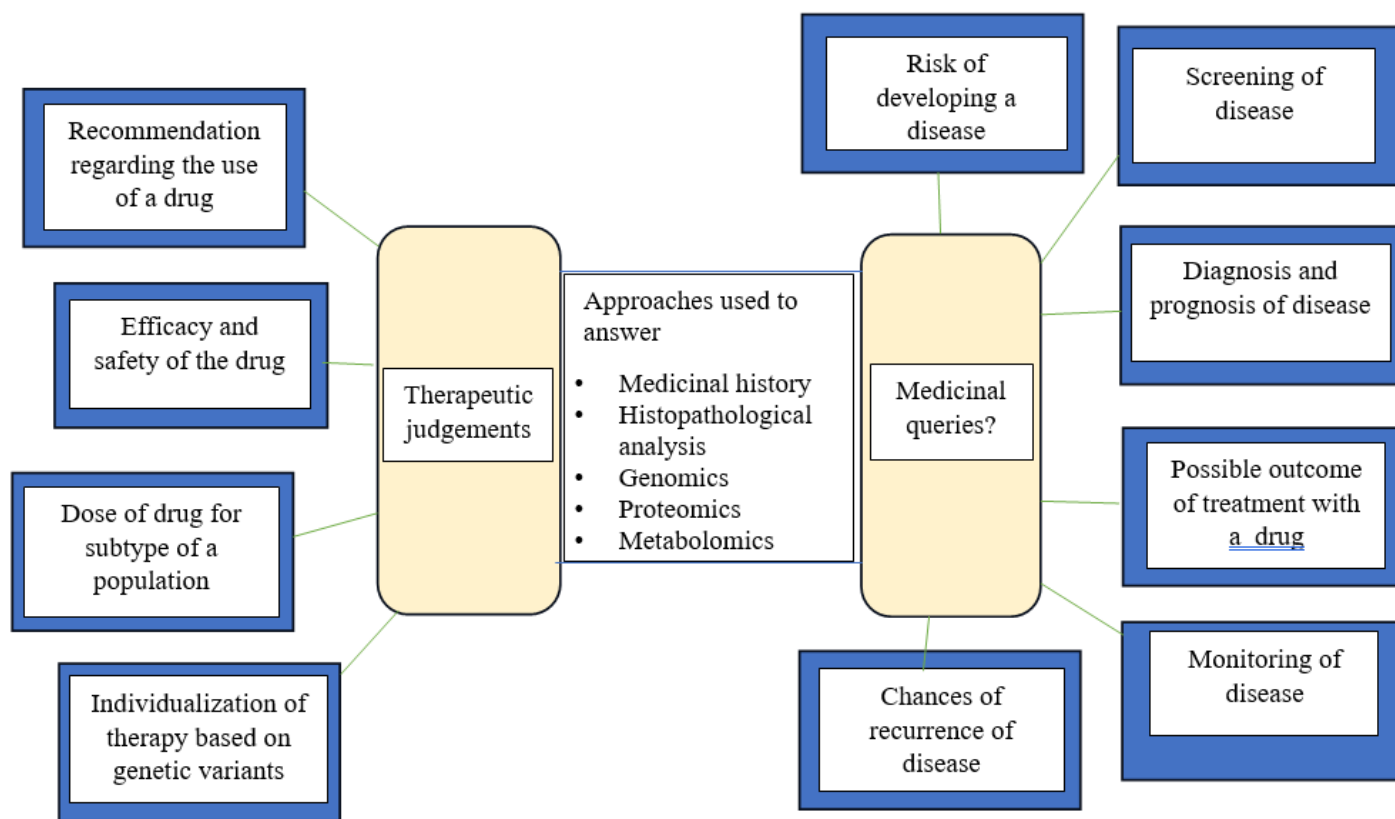 Recommendation
regarding the use
of a drug
Efficacy and
safety of the drug
Dose of drug for
subtype of a
population
Individualization of
therapy based on
genetic variants
Therapeutic
judgements
Approaches used to
answer
• Medicinal history
• Histopathological
analysis
• Genomics
• Proteomics
• Metabolomics
Medicinal
queries?
Risk of
developing a
disease
Screening of
disease
Diagnosis and
prognosis of disease
Possible outcome
of treatment with
a drug
Monitoring of
disease
Chances of
recurrence of
disease